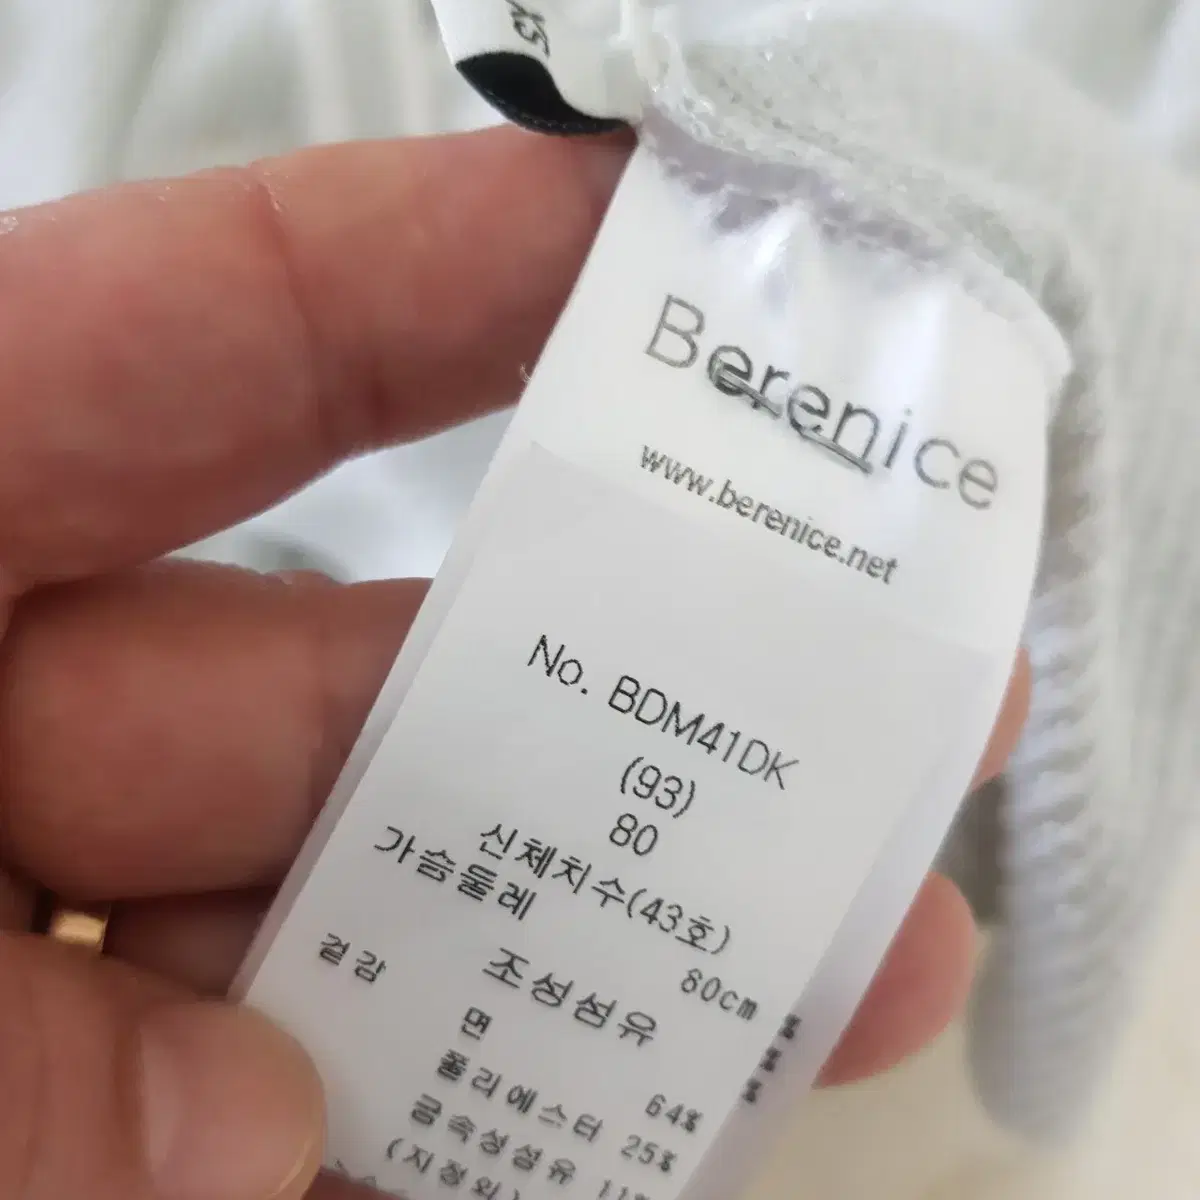 XS
Berenice
www.berenice.net
No. BDM41DK
(93)
80
신체치수(43호)
가슴둘레 80cm
조성섬유
겉감 면 64%
폴리에스터 25%
금속성섬유 11%
(지정외)
%
%
%